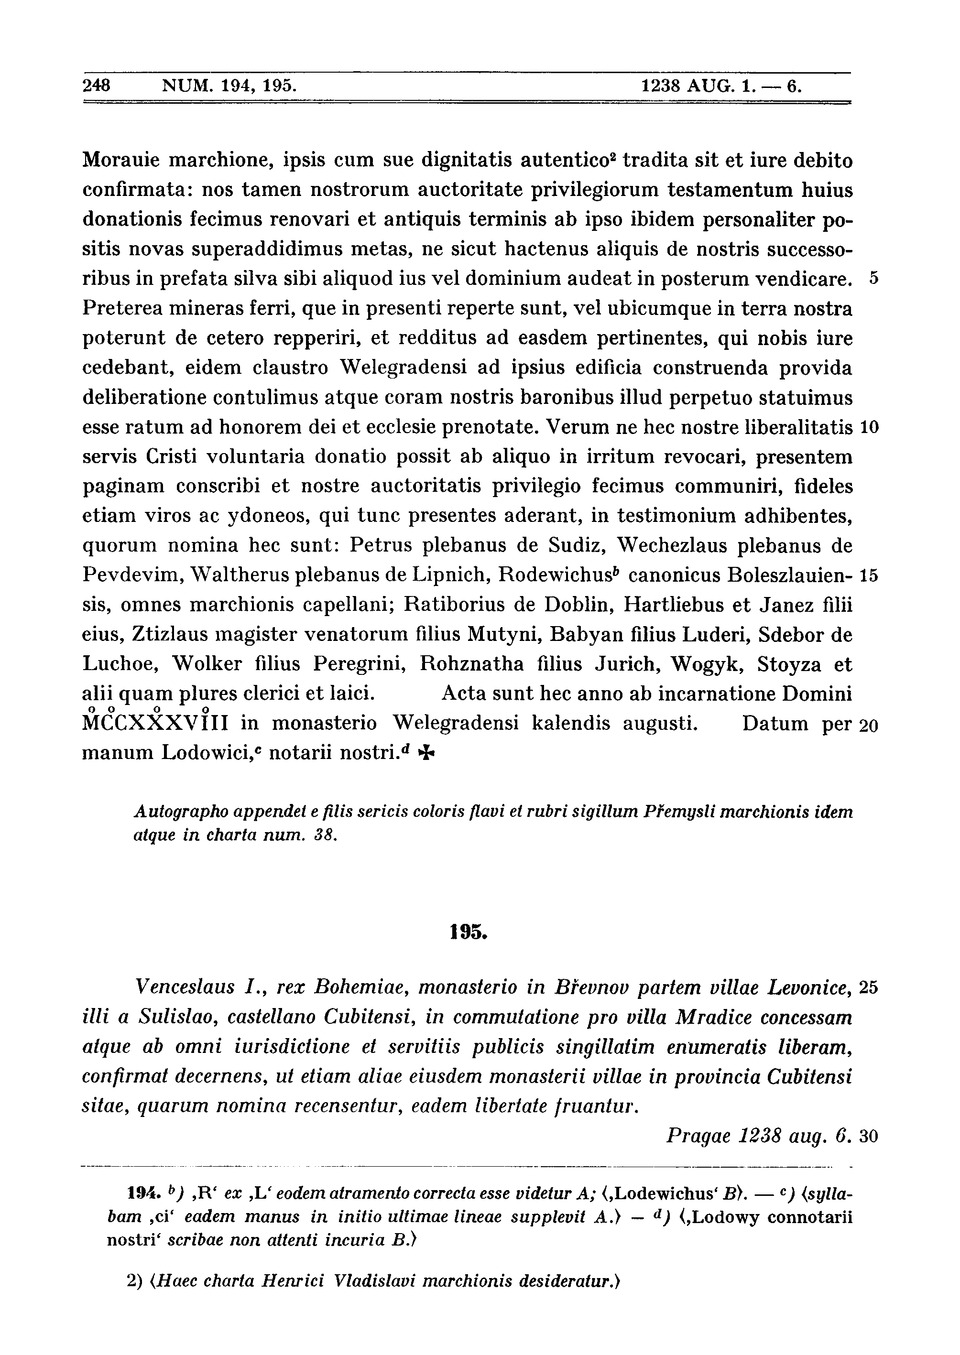 248 NUM. 194, 195. 1238 AUG. 1. — 6.
Morauie marchione, ipsis cum sue dignitatis autentico² tradita sit et iure debito
confirmata: nos tamen nostrorum auctoritate privilegiorum testamentum huius
donationis fecimus renovari et antiquis terminis ab ipso ibidem personaliter po-
sitis novas superaddidimus metas, ne sicut hactenus aliquis de nostris successo-
ribus in prefata silva sibi aliquod ius vel dominium audeat in posterum vendicare. 5
Preterea mineras ferri, que in presenti reperte sunt, vel ubicumque in terra nostra
poterunt de cetero repperiri, et redditus ad easdem pertinentes, qui nobis iure
cedebant, eidem claustro Welegradensi ad ipsius edificia construenda provida
deliberatione contulimus atque coram nostris baronibus illud perpetuo statuimus
esse ratum ad honorem dei et ecclesie prenotate. Verum ne hec nostre liberalitatis 10
servis Cristi voluntaria donatio possit ab aliquo in irritum revocari, presentem
paginam conscribi et nostre auctoritatis privilegio fecimus communiri, fideles
etiam viros ac ydoneos, qui tunc presentes aderant, in testimonium adhibentes,
quorum nomina hec sunt: Petrus plebanus de Sudiz, Wechezlaus plebanus de
Pevdevim, Waltherus plebanus de Lipnich, Rodewichusᵇ canonicus Boleszlauien- 15
sis, omnes marchionis capellani; Ratiborius de Doblin, Hartliebus et Janez filii
eius, Ztizlaus magister venatorum filius Mutyni, Babyan filius Luderi, Sdebor de
Luchoe, Wolker filius Peregrini, Rohznatha filius Jurich, Wogyk, Stoyza et
alii quam plures clerici et laici. Acta sunt hec anno ab incarnatione Domini
M̊C̊CXX̊XVI̊II in monasterio Welegradensi kalendis augusti. Datum per 20
manum Lodowici,ᶜ notarii nostri.ᵈ ✠
Autographo appendet e filis sericis coloris flavi et rubri sigillum Přemysli marchionis idem
atque in charta num. 38.
195.
Venceslaus I., rex Bohemiae, monasterio in Břevnov partem villae Levonice, 25
illi a Sulislao, castellano Cubitensi, in commutatione pro villa Mradice concessam
atque ab omni iurisdictione et servitiis publicis singillatim enumeratis liberam,
confirmat decernens, ut etiam aliae eiusdem monasterii villae in provincia Cubitensi
sitae, quarum nomina recensentur, eadem libertate fruantur.
Pragae 1238 aug. 6. 30
194. ᵇ) ‚R‘ ex ‚L‘ eodem atramento correcta esse videtur A; ⟨‚Lodewichus‘ B⟩. — ᶜ) ⟨sylla-
bam ‚ci‘ eadem manus in initio ultimae lineae supplevit A.⟩ — ᵈ) ⟨‚Lodowy connotarii
nostri‘ scribae non attenti incuria B.⟩
2) ⟨Haec charta Henrici Vladislavi marchionis desideratur.⟩